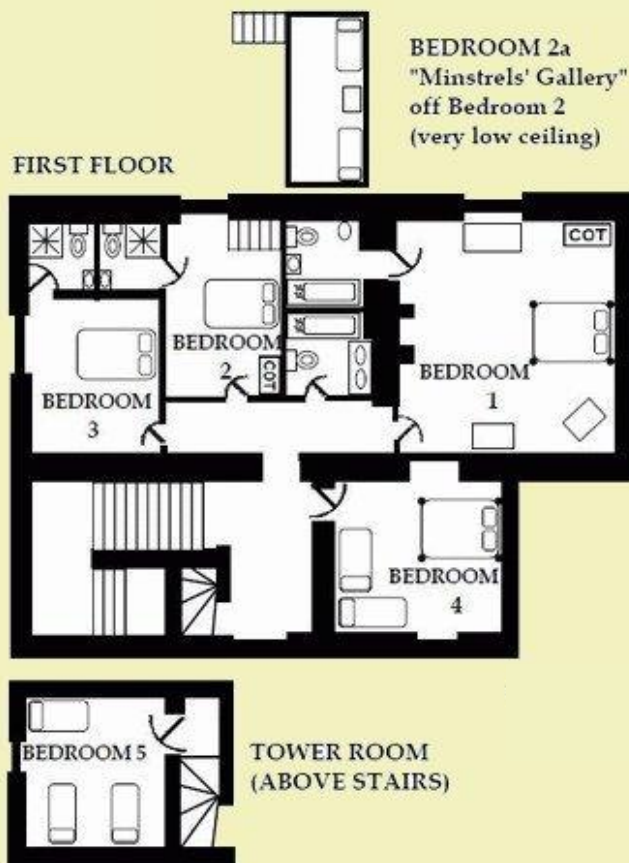 BEDROOM 2a
"Minstrels' Gallery"
off Bedroom 2
(very low ceiling)
FIRST FLOOR
COT
BEDROOM
2
COT
BEDROOM
1
BEDROOM
3
BEDROOM
4
BEDROOM 5
TOWER ROOM
(ABOVE STAIRS)